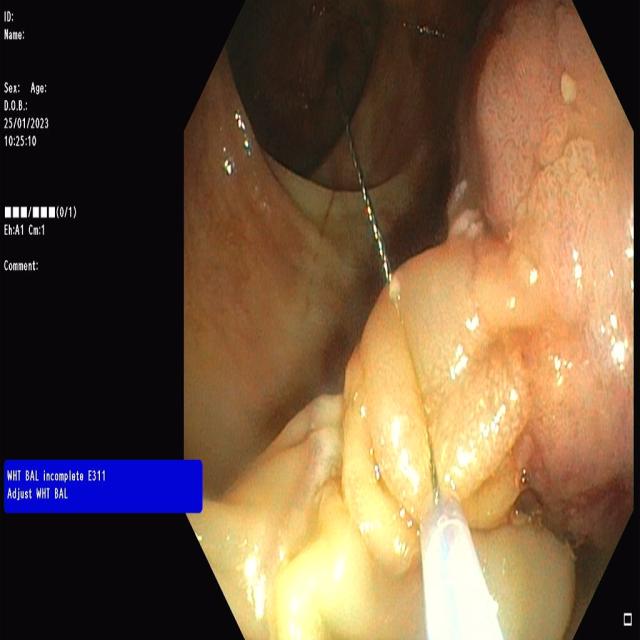 ID:
Name:
Sex: Age:
D.O.B.:
25/01/2023
10:25:10
■■■/■■■(0/1)
Eh:A1 Cm:1
Comment:
WHT BAL incomplete E311
Adjust WHT BAL